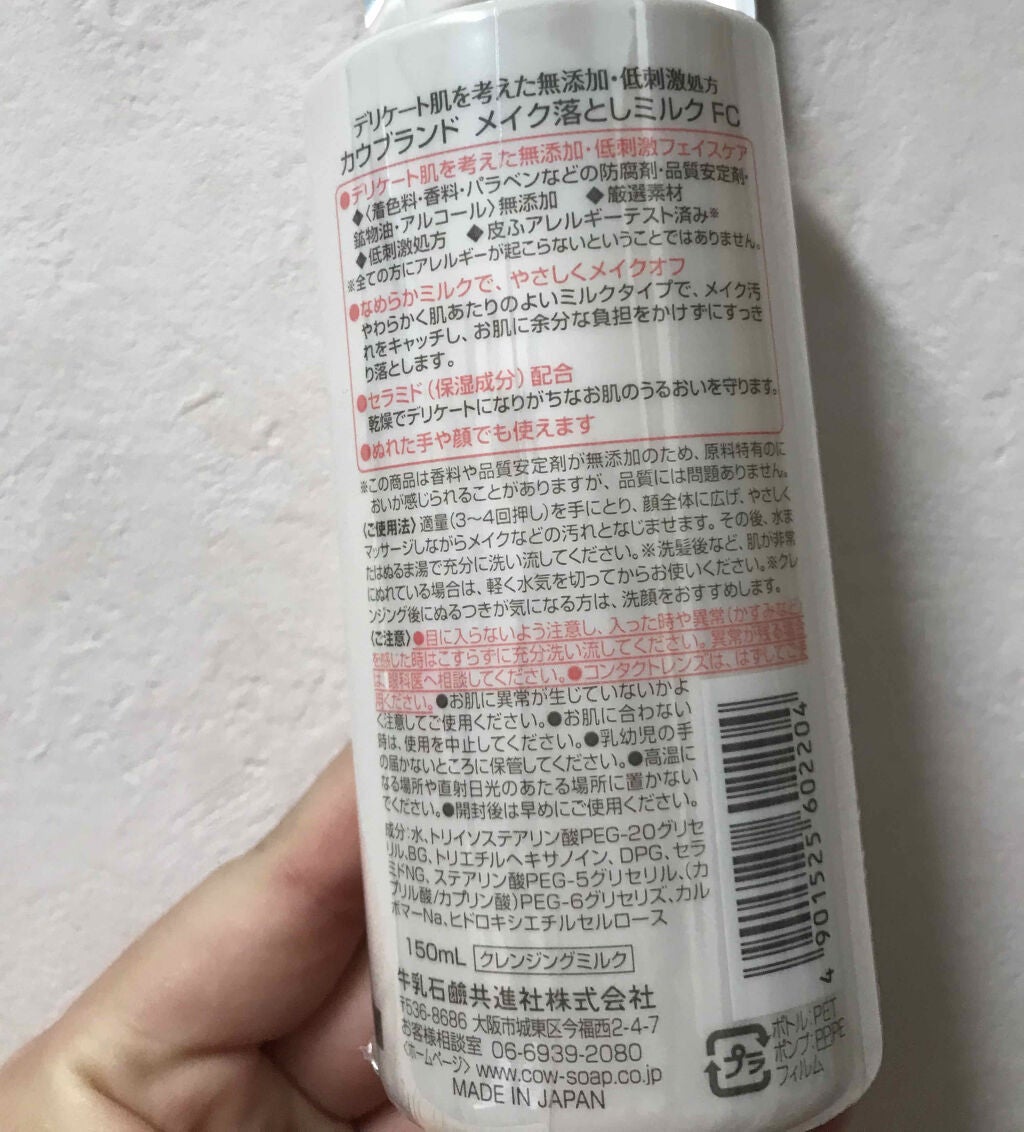 デリケート肌を考えた無添加・低刺激処方
カウブランド メイク落としミルク FC
●デリケート肌を考えた無添加・低刺激フェイスケア
◆〈着色料・香料・パラベンなどの防腐剤・品質安定剤・
鉱物油・アルコール〉無添加 ◆厳選素材
◆低刺激処方 ◆皮ふアレルギーテスト済み※
※全ての方にアレルギーが起こらないということではありません。
●なめらかミルクで、やさしくメイクオフ
やわらかく肌あたりのよいミルクタイプで、メイク汚
れをキャッチし、お肌に余分な負担をかけずにすっき
り落とします。
●セラミド（保湿成分）配合
乾燥でデリケートになりがちなお肌のうるおいを守ります。
●ぬれた手や顔でも使えます
※この商品は香料や品質安定剤が無添加のため、原料特有のに
おいが感じられることがありますが、品質には問題ありません。
〈ご使用法〉適量(3～4回押し)を手にとり、顔全体に広げ、やさしく
マッサージしながらメイクなどの汚れとなじませます。その後、水ま
たはぬるま湯で充分に洗い流してください。※洗髪後など、肌が非常
にぬれている場合は、軽く水気を切ってからお使いください。※クレ
ンジング後にぬるつきが気になる方は、洗顔をおすすめします。
〈ご注意〉●目に入らないよう注意し、入った時や異常(かすみなど)
を感じた時はこすらずに充分洗い流してください。異常が残る場合
は、眼科医へ相談してください。●コンタクトレンズは、はずしてご使
用ください。●お肌に異常が生じていないかよ
く注意してご使用ください。●お肌に合わない
時は、使用を中止してください。●乳幼児の手
の届かないところに保管してください。●高温に
なる場所や直射日光のあたる場所に置かない
でください。●開封後は早めにご使用ください。
成分：水、トリイソステアリン酸PEG-20グリセ
リル、BG、トリエチルヘキサノイン、DPG、セラ
ミドNG、ステアリン酸PEG-5グリセリル、(カ
プリル酸/カプリン酸)PEG-6グリセリズ、カル
ボマーNa、ヒドロキシエチルセルロース
150mL クレンジングミルク
牛乳石鹼共進社株式会社
〒536-8686 大阪市城東区今福西2-4-7
お客様相談室 06-6939-2080
〈ホームページ〉www.cow-soap.co.jp
MADE IN JAPAN
4 901525 602204
プラ
ボトル：PET
ポンプ：PP,PE
フィルム